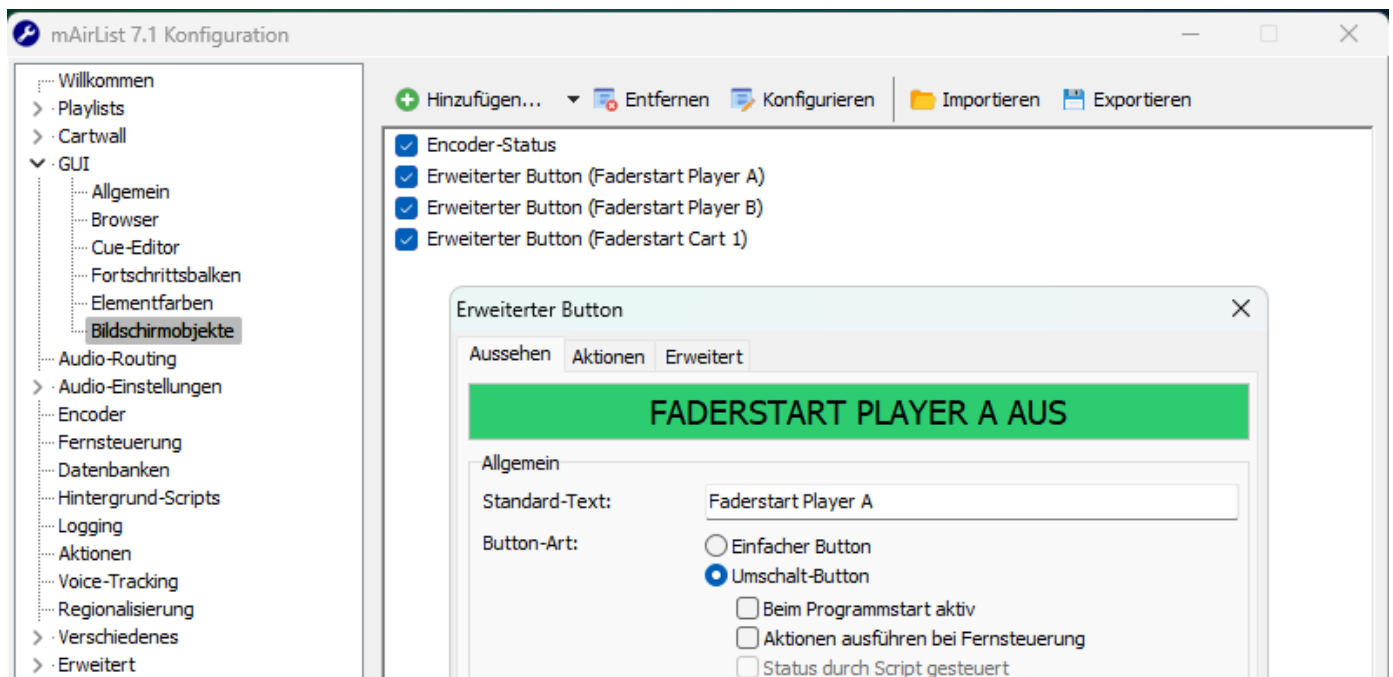 mAirList 7.1 Konfiguration
Willkommen
Playlists
Cartwall
GUI
Allgemein
Browser
Cue-Editor
Fortschrittsbalken
Elementfarben
Bildschirmobjekte
Audio-Routing
Audio-Einstellungen
Encoder
Fernsteuerung
Datenbanken
Hintergrund-Scripts
Logging
Aktionen
Voice-Tracking
Regionalisierung
Verschiedenes
Erweitert
Hinzufügen... Entfernen Konfigurieren Importieren Exportieren
Encoder-Status
Erweiterter Button (Faderstart Player A)
Erweiterter Button (Faderstart Player B)
Erweiterter Button (Faderstart Cart 1)
Erweiterter Button
Aussehen Aktionen Erweitert
FADERSTART PLAYER A AUS
Allgemein
Standard-Text: Faderstart Player A
Button-Art: Einfacher Button
Umschalt-Button
Beim Programmstart aktiv
Aktionen ausführen bei Fernsteuerung
Status durch Script gesteuert